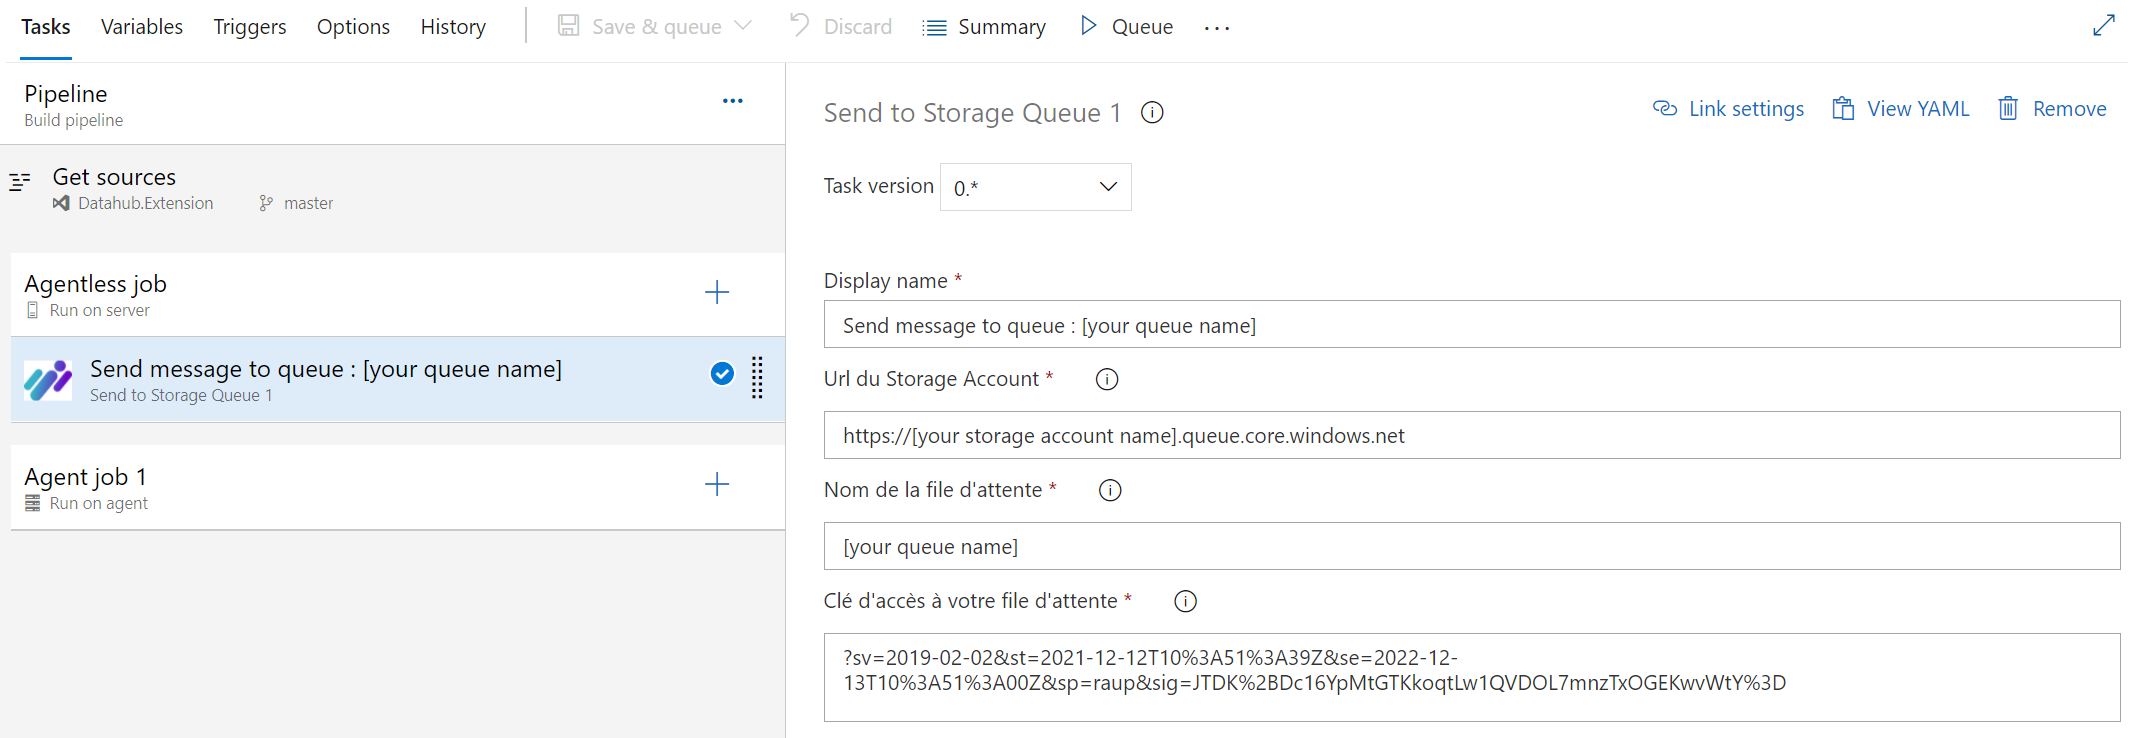 Tasks Variables Triggers Options History Save & queue Discard Summary Queue ...
Pipeline
Build pipeline
Get sources
Datahub.Extension master
Agentless job
Run on server
Send message to queue : [your queue name]
Send to Storage Queue 1
Agent job 1
Run on agent
Send to Storage Queue 1 Link settings View YAML Remove
Task version 0.*
Display name *
Send message to queue : [your queue name]
Url du Storage Account *
https://[your storage account name].queue.core.windows.net
Nom de la file d'attente *
[your queue name]
Clé d'accès à votre file d'attente *
?sv=2019-02-02&st=2021-12-12T10%3A51%3A39Z&se=2022-12-
13T10%3A51%3A00Z&sp=raup&sig=JTDK%2BDc16YpMtGTKkoqtLw1QVDOL7mnzTxOGEKwvWtY%3D